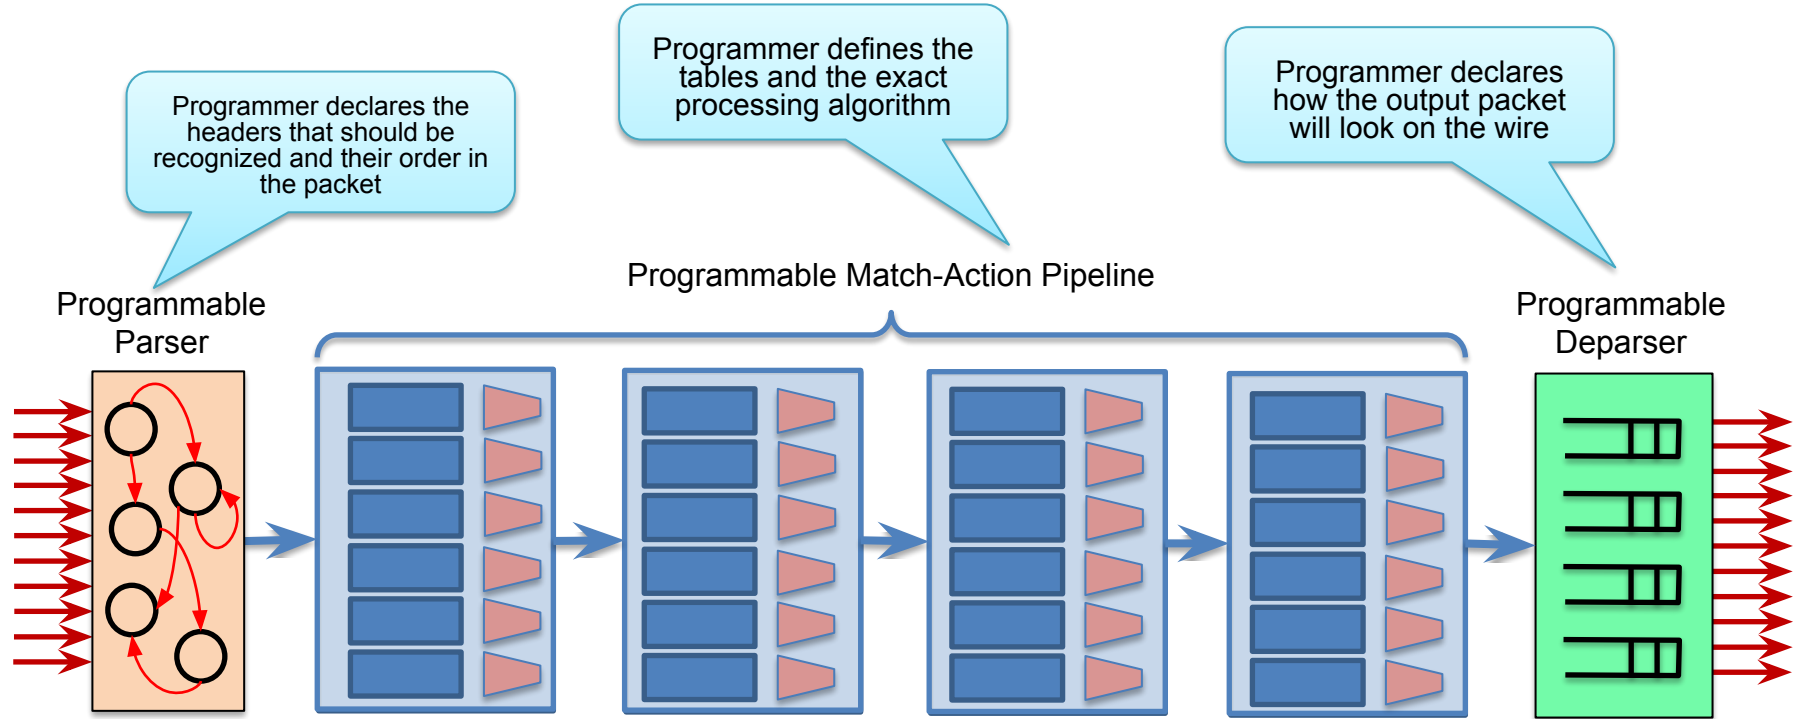 Programmer declares the
headers that should be
recognized and their order in
the packet
Programmer defines the
tables and the exact
processing algorithm
Programmer declares
how the output packet
will look on the wire
Programmable
Parser
Programmable Match-Action Pipeline
Programmable
Deparser